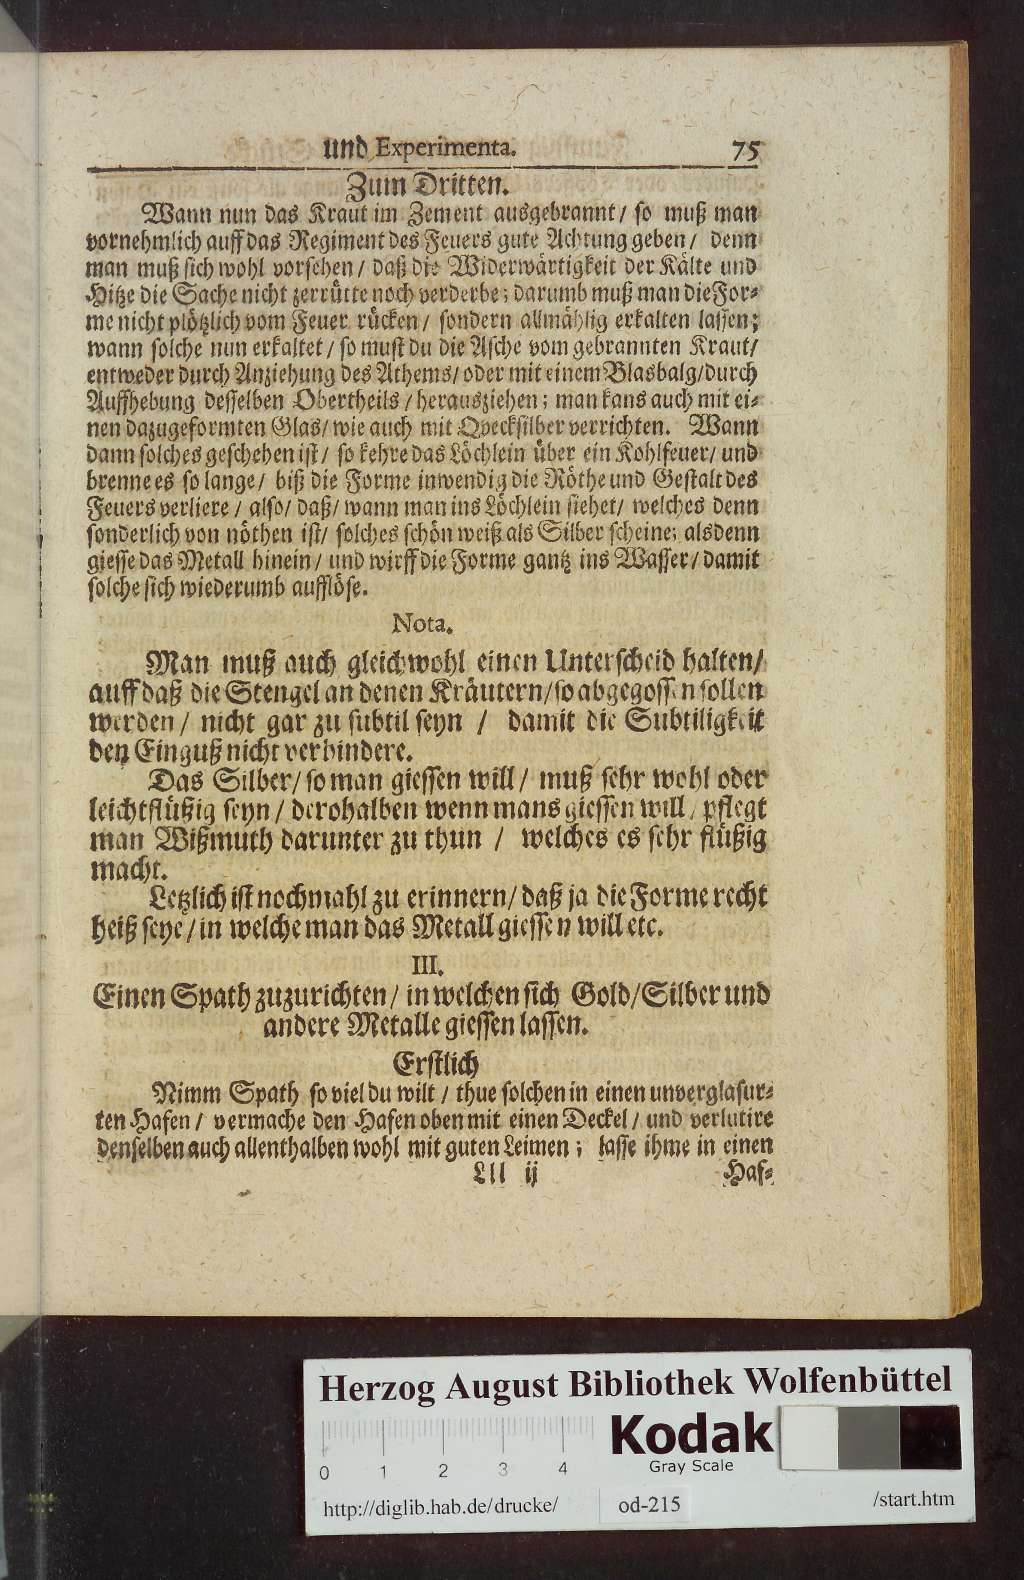 und Experimenta. 75
Zum Dritten.
Wann nun das Kraut im Zement ausgebrannt / so muß man
vornehmlich auff das Regiment des Feuers gute Achtung geben / denn
man muß sich wohl vorsehen / daß die Widerwärtigkeit der Kälte und
Hitze die Sache nicht zerrütte noch verderbe; darumb muß man die For-
me nicht plötzlich vom Feuer rücken / sondern allmählig erkalten lassen;
wann solche nun erkaltet / so must du die Asche vom gebrannten Kraut /
entweder durch Anziehung des Athems / oder mit einem Blasbalg / durch
Auffhebung desselben Obertheils / herausziehen; man kans auch mit ei-
nen dazugeformten Glas / wie auch mit Qvecksilber verrichten. Wann
dann solches geschehen ist / so kehre das Löchlein über ein Kohlfeuer / und
brenne es so lange / biß die Forme inwendig die Röthe und Gestalt des
Feuers verliere / also / daß / wann man ins Löchlein siehet / welches denn
sonderlich von nöthen ist / solches schön weiß als Silber scheine; alsdenn
giesse das Metall hinein / und wirff die Forme gantz ins Wasser / damit
solche sich wiederumb aufflöse.
Nota.
Man muß auch gleichwohl einen Unterscheid halten /
auff daß die Stengel an denen Kräutern / so abgegossen sollen
werden / nicht gar zu subtil seyn / damit die Subtiligkeit
den Einguß nicht verhindere.
Das Silber / so man giessen will / muß sehr wohl oder
leichtflüßig seyn / derohalben wenn mans giessen will / pflegt
man Wißmuth darunter zu thun / welches es sehr flüßig
macht.
Letzlich ist nochmahl zu erinnern / daß ja die Forme recht
heiß seye / in welche man das Metall giessen will etc.
III.
Einen Spath zuzurichten / in welchen sich Gold / Silber und
andere Metalle giessen lassen.
Erstlich
Nimm Spath so viel du wilt / thue solchen in einen unverglasur-
ten Hafen / vermache den Hafen oben mit einen Deckel / und verlutire
denselben auch allenthalben wohl mit guten Leimen; lasse ihme in einen
Lll ij Haf-
Herzog August Bibliothek Wolfenbüttel
Kodak
Gray Scale
0 1 2 3 4
http://diglib.hab.de/drucke/ od-215 /start.htm